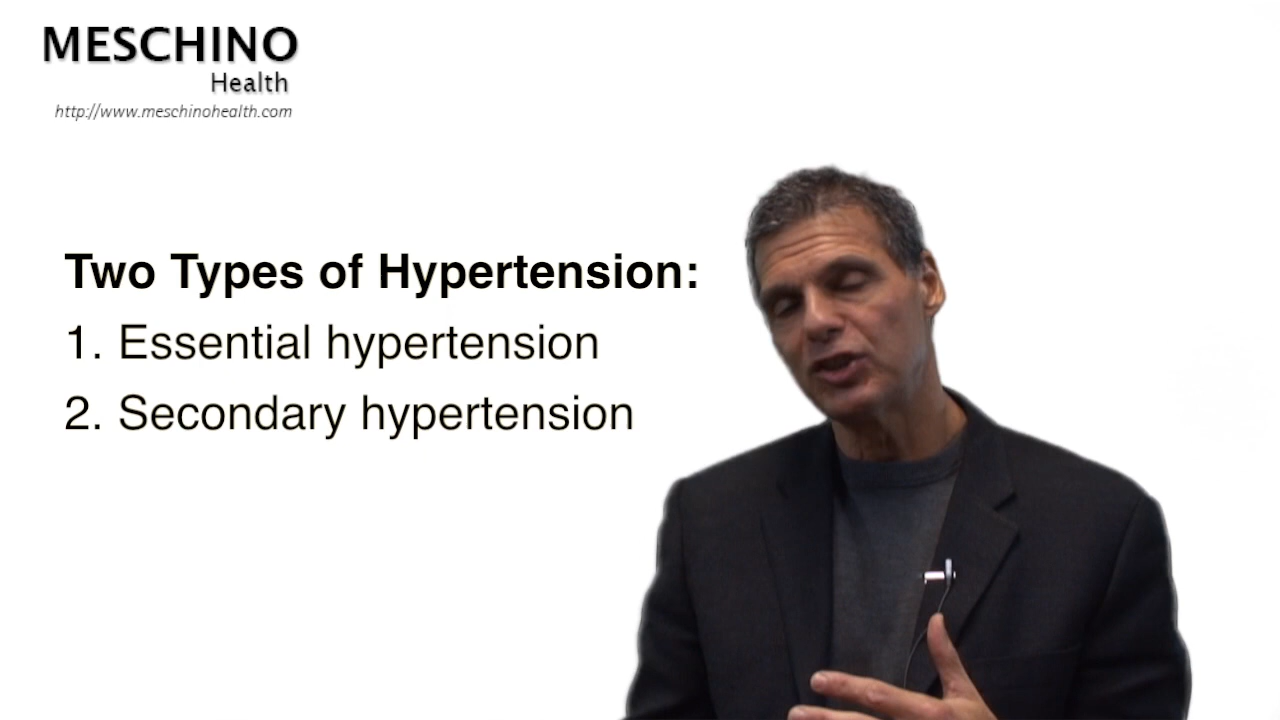 MESCHINO
Health
http://www.meschinohealth.com
Two Types of Hypertension:
1. Essential hypertension
2. Secondary hypertension